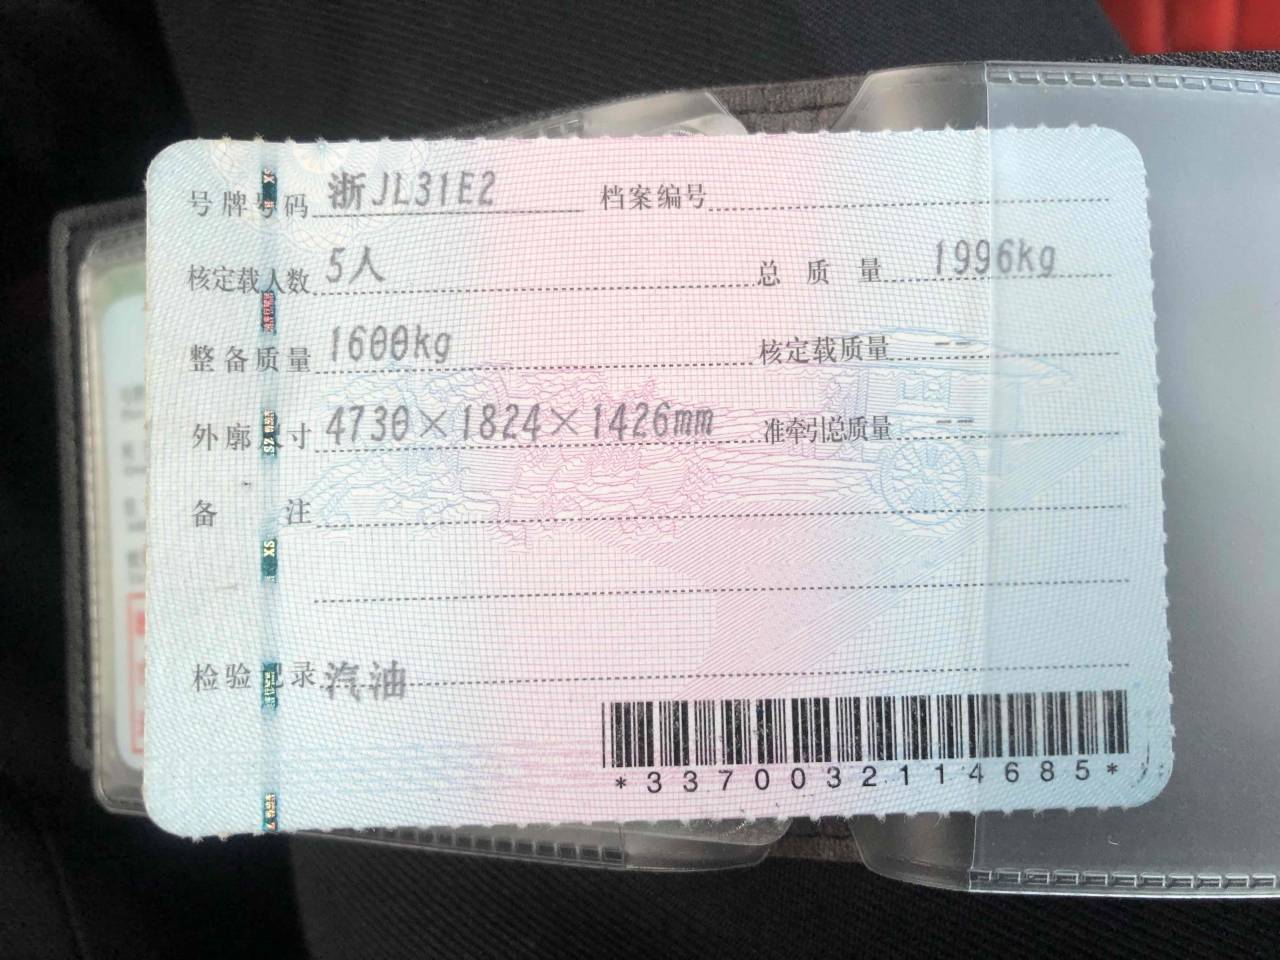 号牌号码 浙JL31E2 档案编号
核定载人数 5人 总质量 1996kg
整备质量 1600kg 核定载质量 --
外廓尺寸 4730×1824×1426mm 准牵引总质量 --
备注
检验记录 汽油
*3370032114685*